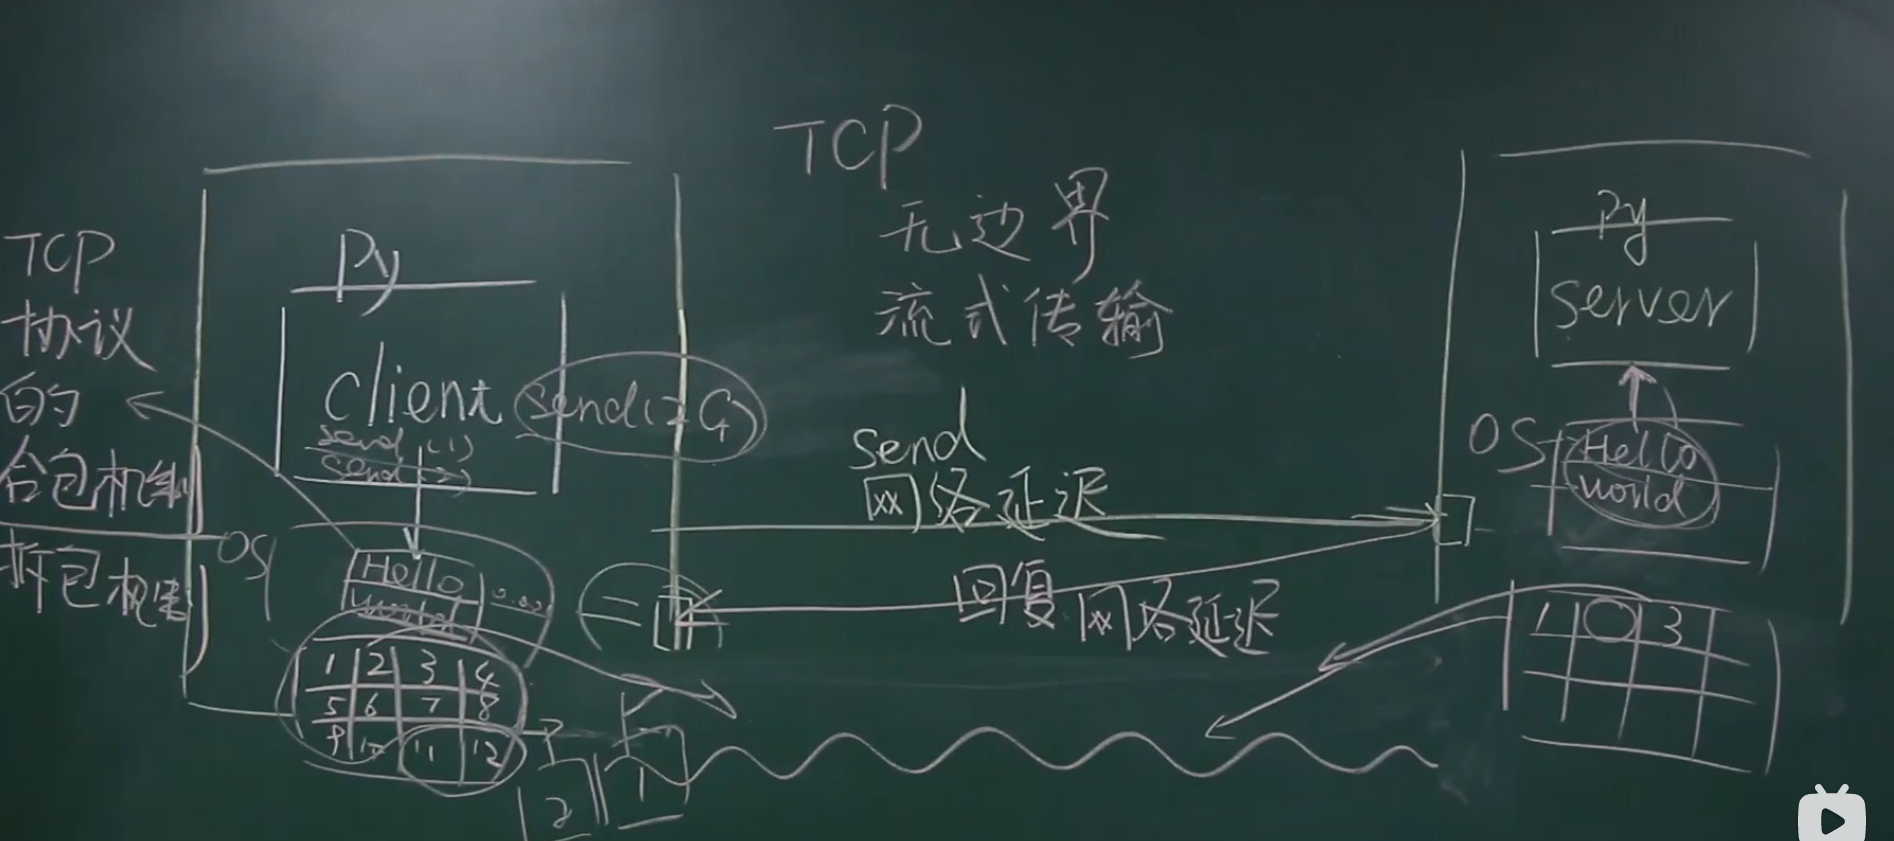 TCP
无边界
流式传输
TCP
协议
的
合包机制
拆包机制
Py
client
send(1)
send(2)
send(2G)
OS
Hello
world
0.001
1 2 3 4
5 6 7 8
9 10 11 12
2
1
send
网络延迟
回复 网络延迟
Py
server
OS
Hello
world
1 3